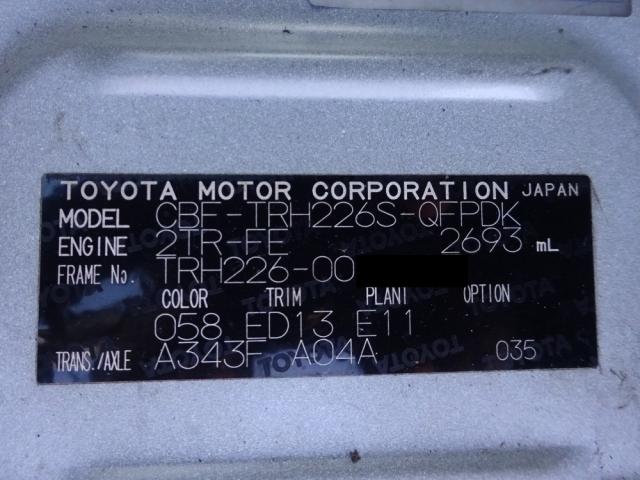 TOYOTA MOTOR CORPORATION JAPAN
MODEL CBF-TRH226S-QFPDK
ENGINE 2TR-FE 2693 mL
FRAME No. TRH226-00
COLOR TRIM PLANT OPTION
058 ED13 E11
TRANS./AXLE A343F A04A 035